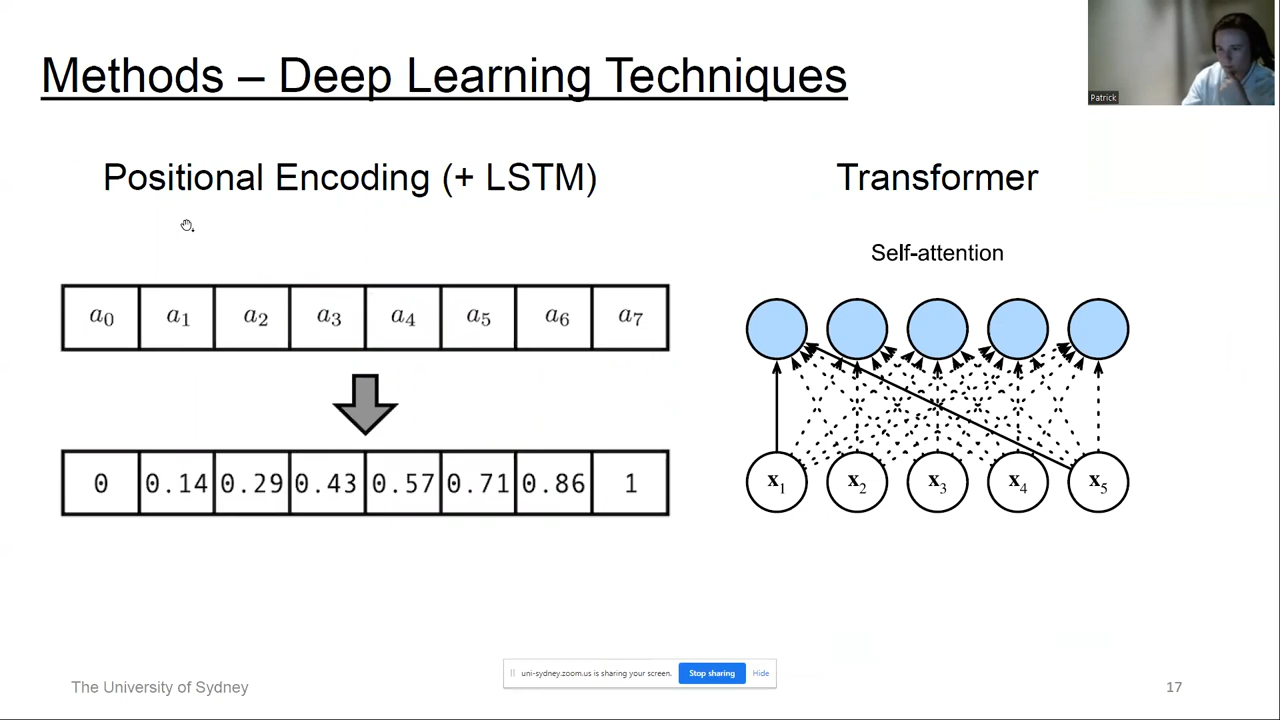 Methods – Deep Learning Techniques
Patrick
Positional Encoding (+ LSTM)
Transformer
Self-attention
a0 a1 a2 a3 a4 a5 a6 a7
0 0.14 0.29 0.43 0.57 0.71 0.86 1
x1 x2 x3 x4 x5
uni-sydney.zoom.us is sharing your screen. Stop sharing Hide
The University of Sydney
17